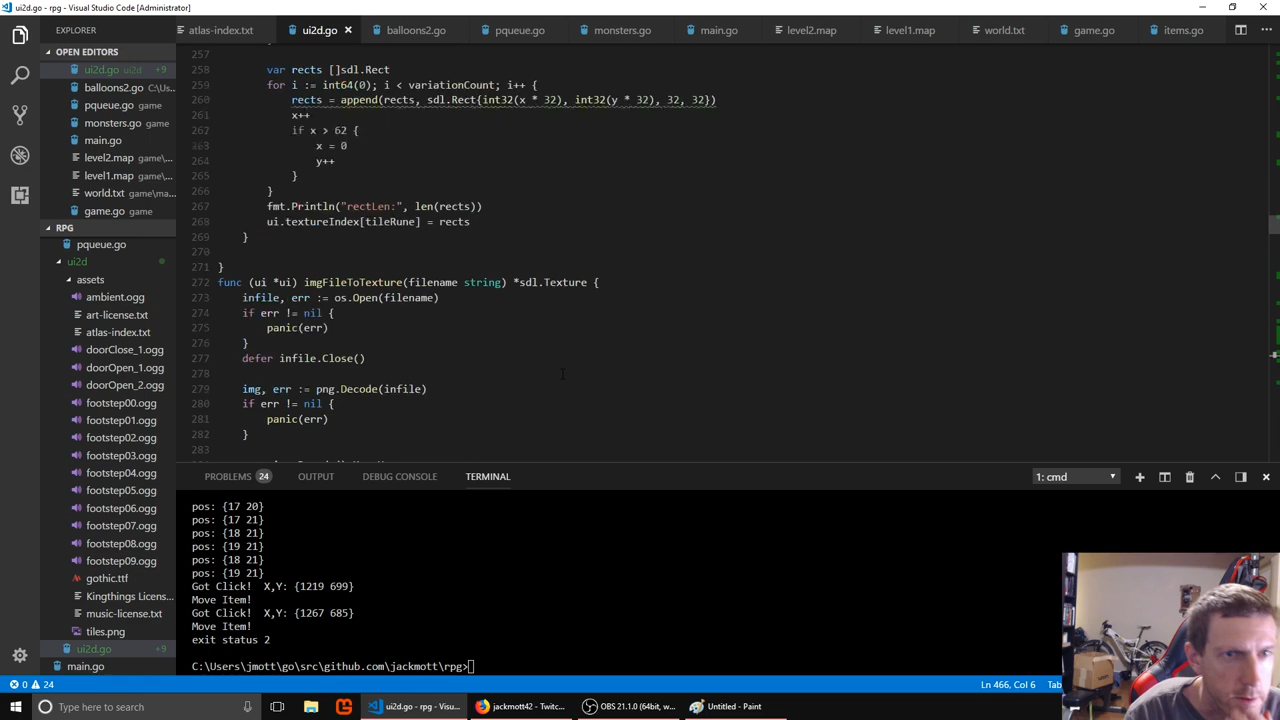 ui2d.go - rpg - Visual Studio Code [Administrator]
EXPLORER
atlas-index.txt
ui2d.go
balloons2.go
pqueue.go
monsters.go
main.go
level2.map
level1.map
world.txt
game.go
items.go
OPEN EDITORS
ui2d.go ui2d +9
balloons2.go C:\Us...
pqueue.go game
monsters.go game
main.go
level2.map game\...
level1.map game\...
world.txt game\ma...
game.go game
RPG
pqueue.go
ui2d
assets
ambient.ogg
art-license.txt
atlas-index.txt
doorClose_1.ogg
doorOpen_1.ogg
doorOpen_2.ogg
footstep00.ogg
footstep01.ogg
footstep02.ogg
footstep03.ogg
footstep04.ogg
footstep05.ogg
footstep06.ogg
footstep07.ogg
footstep08.ogg
footstep09.ogg
gothic.ttf
Kingthings Licens...
music-license.txt
tiles.png
ui2d.go +9
main.go
257
258 var rects []sdl.Rect
259 for i := int64(0); i < variationCount; i++ {
260 rects = append(rects, sdl.Rect{int32(x * 32), int32(y * 32), 32, 32})
261 x++
262 if x > 62 {
263 x = 0
264 y++
265 }
266 }
267 fmt.Println("rectLen:", len(rects))
268 ui.textureIndex[tileRune] = rects
269 }
270
271 }
272 func (ui *ui) imgFileToTexture(filename string) *sdl.Texture {
273 infile, err := os.Open(filename)
274 if err != nil {
275 panic(err)
276 }
277 defer infile.Close()
278
279 img, err := png.Decode(infile)
280 if err != nil {
281 panic(err)
282 }
283
PROBLEMS 24 OUTPUT DEBUG CONSOLE TERMINAL
1: cmd
pos: {17 20}
pos: {17 21}
pos: {18 21}
pos: {19 21}
pos: {18 21}
pos: {19 21}
Got Click! X,Y: {1219 699}
Move Item!
Got Click! X,Y: {1267 685}
Move Item!
exit status 2
C:\Users\jmott\go\src\github.com\jackmott\rpg>
0 24
Ln 466, Col 6 Tab
Type here to search
ui2d.go - rpg - Visu...
jackmott42 - Twitc...
OBS 21.1.0 (64bit, w...
Untitled - Paint